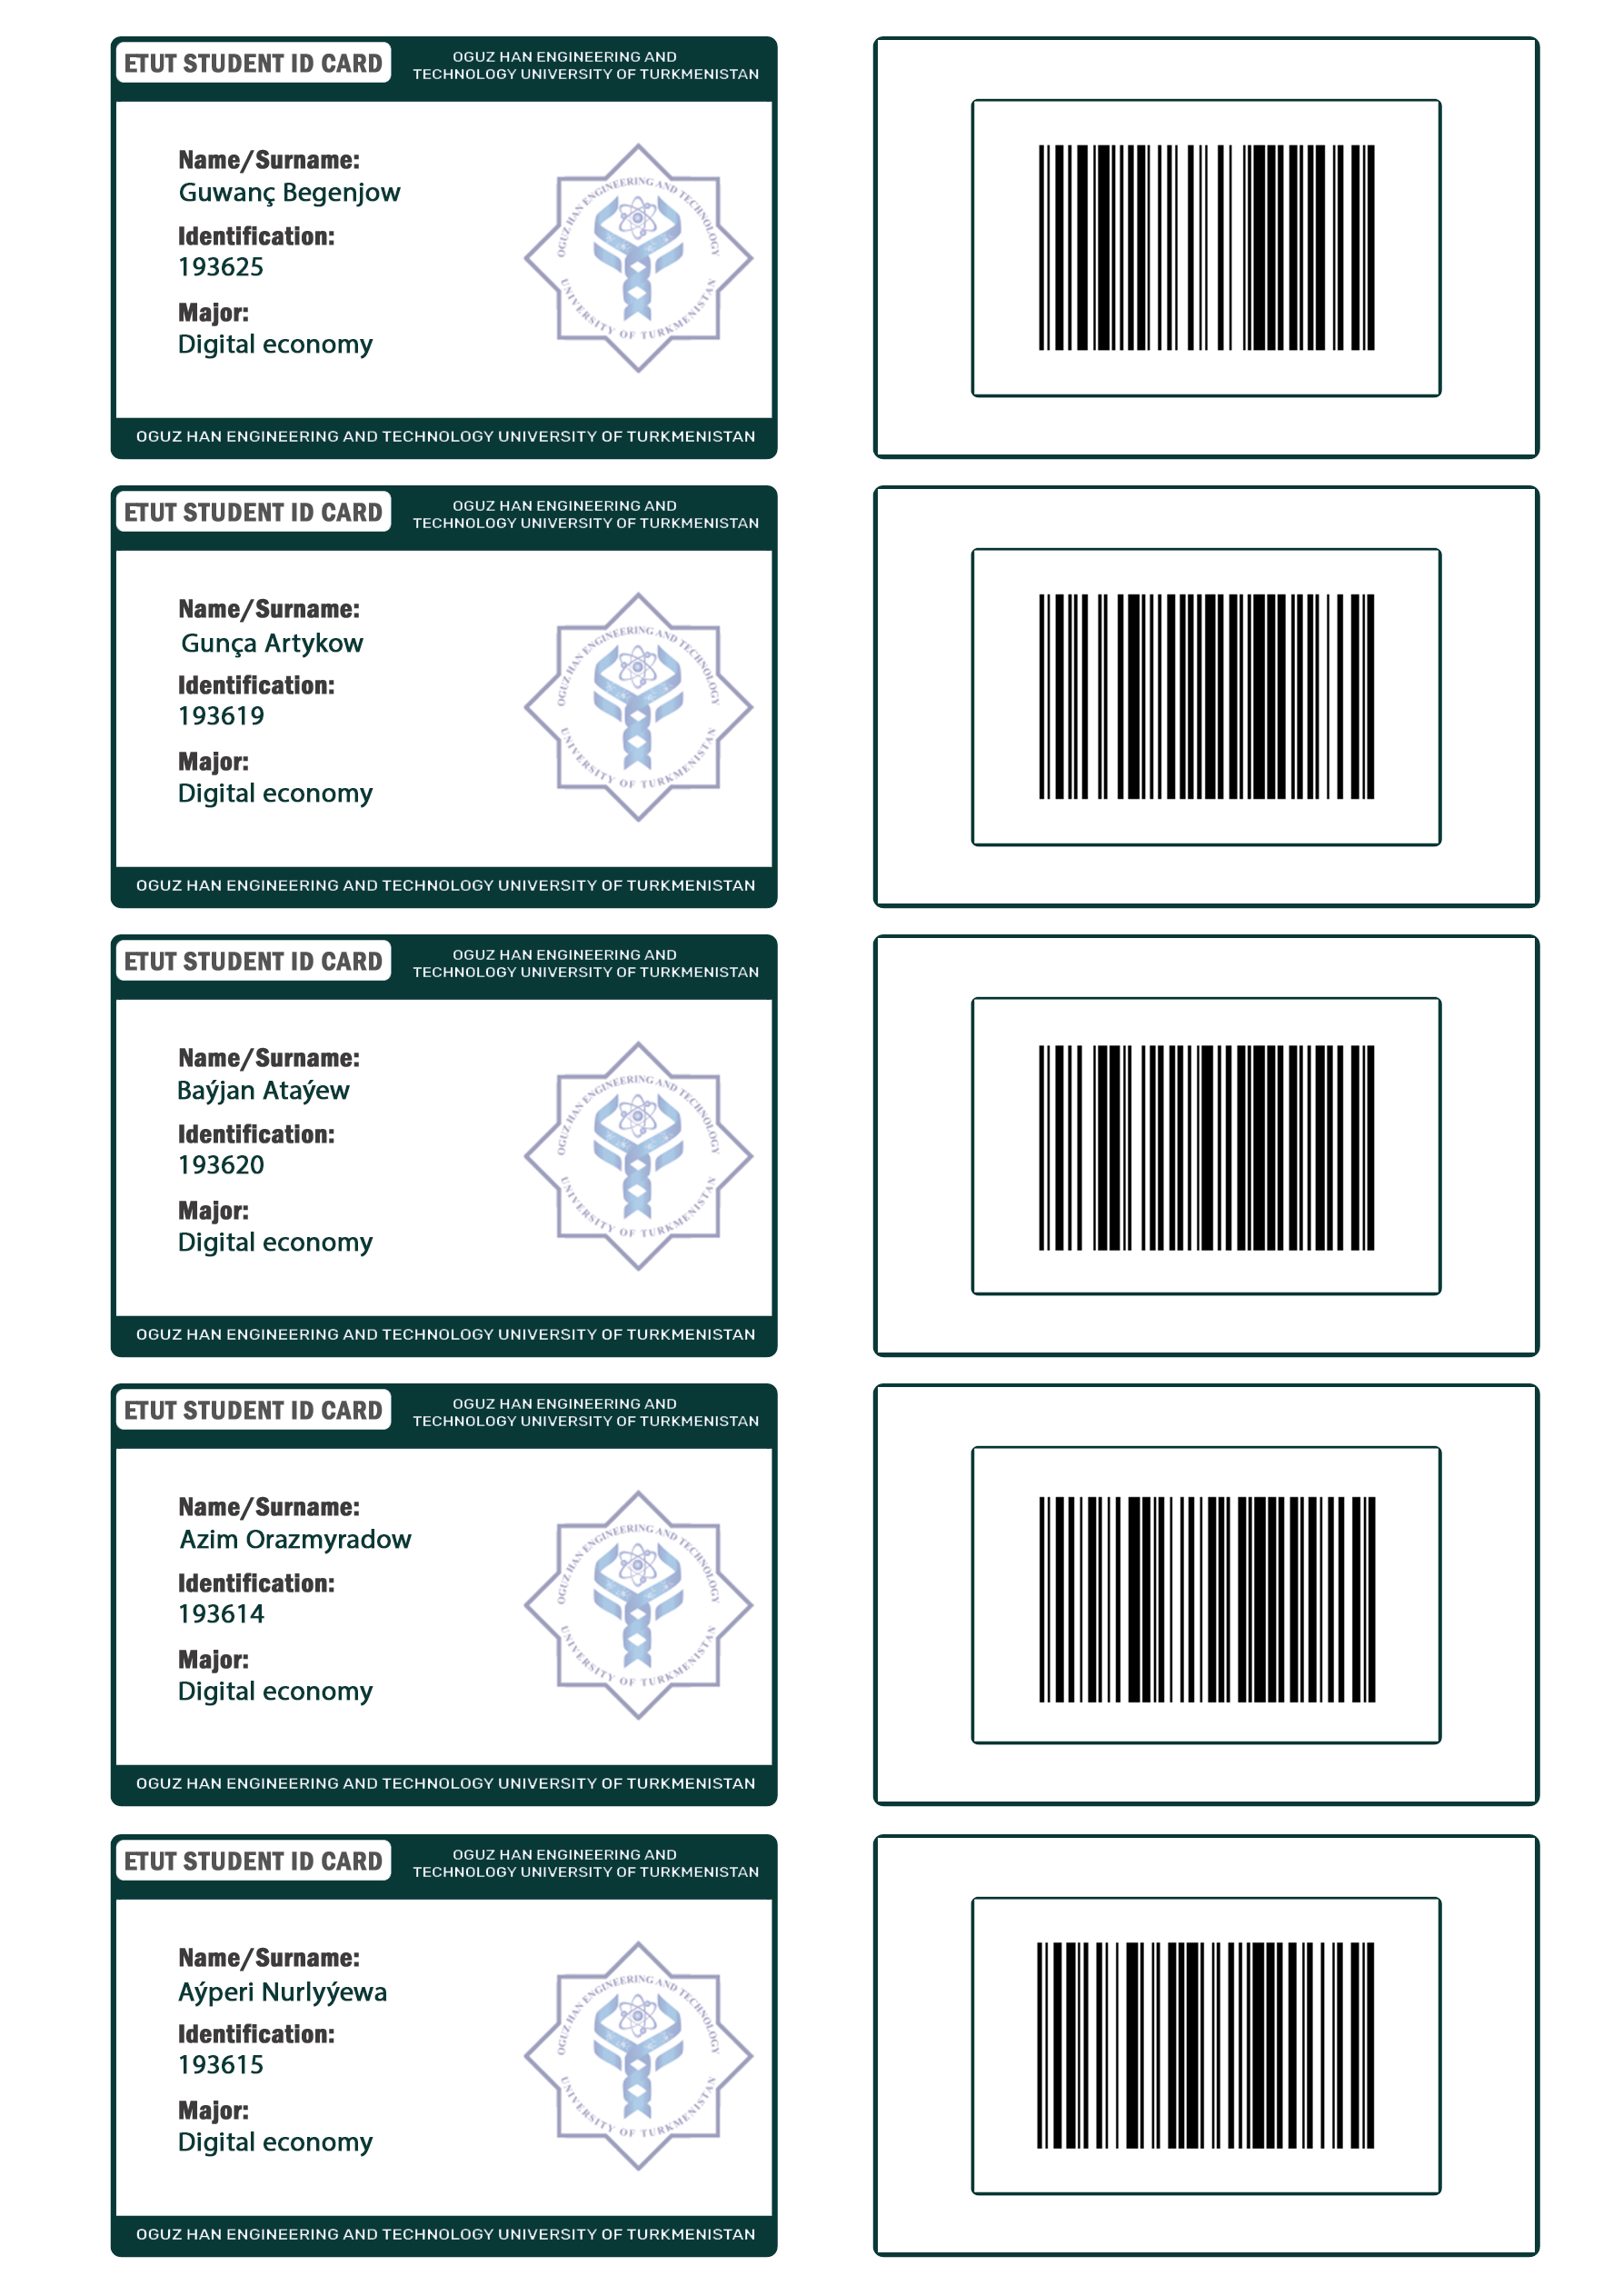 ETUT STUDENT ID CARD
OGUZ HAN ENGINEERING AND
TECHNOLOGY UNIVERSITY OF TURKMENISTAN
Name/Surname:
Guwanç Begenjow
Identification:
193625
Major:
Digital economy
OGUZ HAN ENGINEERING AND TECHNOLOGY
UNIVERSITY OF TURKMENISTAN
OGUZ HAN ENGINEERING AND TECHNOLOGY UNIVERSITY OF TURKMENISTAN
ETUT STUDENT ID CARD
OGUZ HAN ENGINEERING AND
TECHNOLOGY UNIVERSITY OF TURKMENISTAN
Name/Surname:
Gunça Artykow
Identification:
193619
Major:
Digital economy
OGUZ HAN ENGINEERING AND TECHNOLOGY
UNIVERSITY OF TURKMENISTAN
OGUZ HAN ENGINEERING AND TECHNOLOGY UNIVERSITY OF TURKMENISTAN
ETUT STUDENT ID CARD
OGUZ HAN ENGINEERING AND
TECHNOLOGY UNIVERSITY OF TURKMENISTAN
Name/Surname:
Baýjan Ataýew
Identification:
193620
Major:
Digital economy
OGUZ HAN ENGINEERING AND TECHNOLOGY
UNIVERSITY OF TURKMENISTAN
OGUZ HAN ENGINEERING AND TECHNOLOGY UNIVERSITY OF TURKMENISTAN
ETUT STUDENT ID CARD
OGUZ HAN ENGINEERING AND
TECHNOLOGY UNIVERSITY OF TURKMENISTAN
Name/Surname:
Azim Orazmyradow
Identification:
193614
Major:
Digital economy
OGUZ HAN ENGINEERING AND TECHNOLOGY
UNIVERSITY OF TURKMENISTAN
OGUZ HAN ENGINEERING AND TECHNOLOGY UNIVERSITY OF TURKMENISTAN
ETUT STUDENT ID CARD
OGUZ HAN ENGINEERING AND
TECHNOLOGY UNIVERSITY OF TURKMENISTAN
Name/Surname:
Aýperi Nurlyýewa
Identification:
193615
Major:
Digital economy
OGUZ HAN ENGINEERING AND TECHNOLOGY
UNIVERSITY OF TURKMENISTAN
OGUZ HAN ENGINEERING AND TECHNOLOGY UNIVERSITY OF TURKMENISTAN